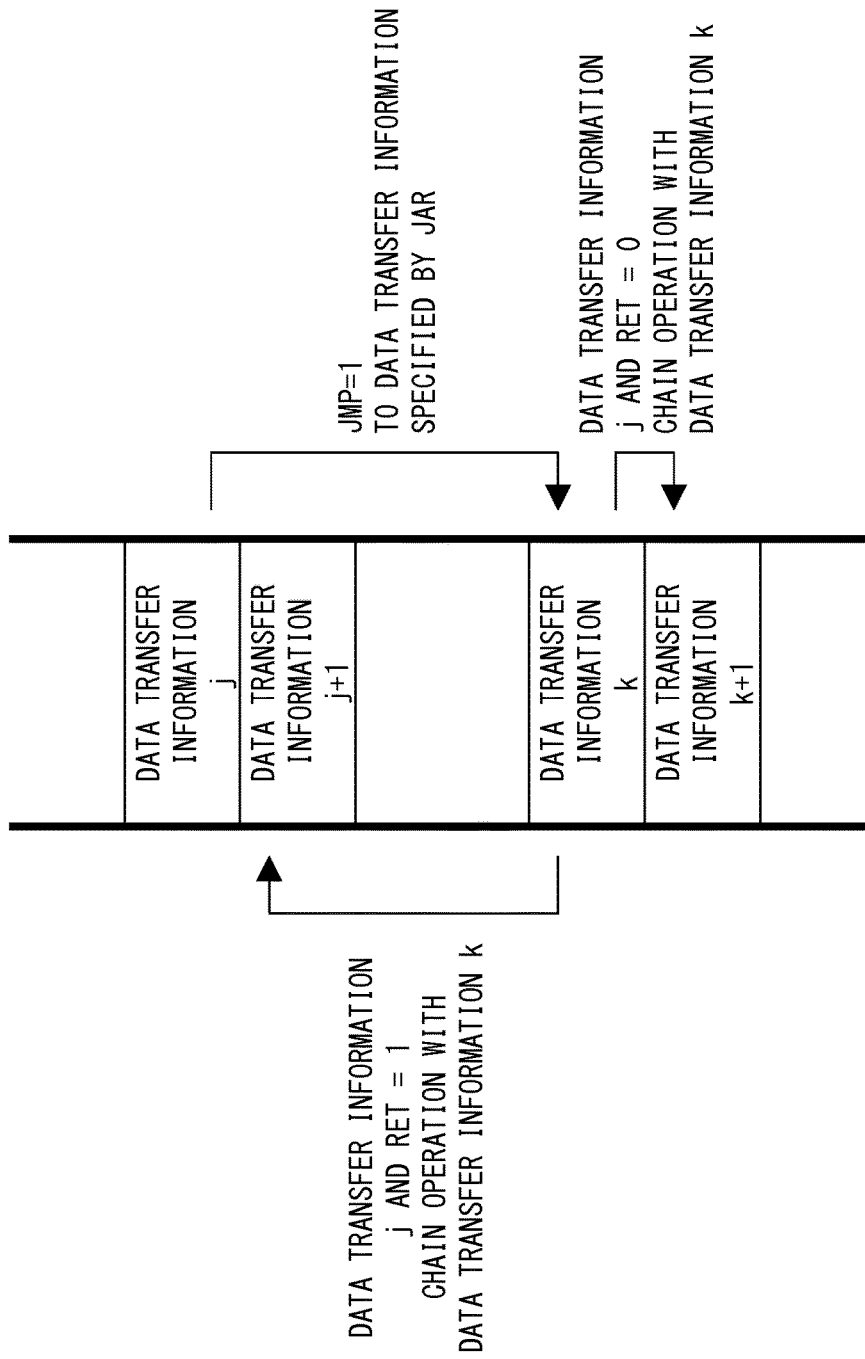 DATA TRANSFER INFORMATION
j AND RET = 1
CHAIN OPERATION WITH
DATA TRANSFER INFORMATION k
DATA TRANSFER
INFORMATION
j
DATA TRANSFER
INFORMATION
j+1
DATA TRANSFER
INFORMATION
k
DATA TRANSFER
INFORMATION
k+1
JMP=1
TO DATA TRANSFER INFORMATION
SPECIFIED BY JAR
DATA TRANSFER INFORMATION
j AND RET = 0
CHAIN OPERATION WITH
DATA TRANSFER INFORMATION k